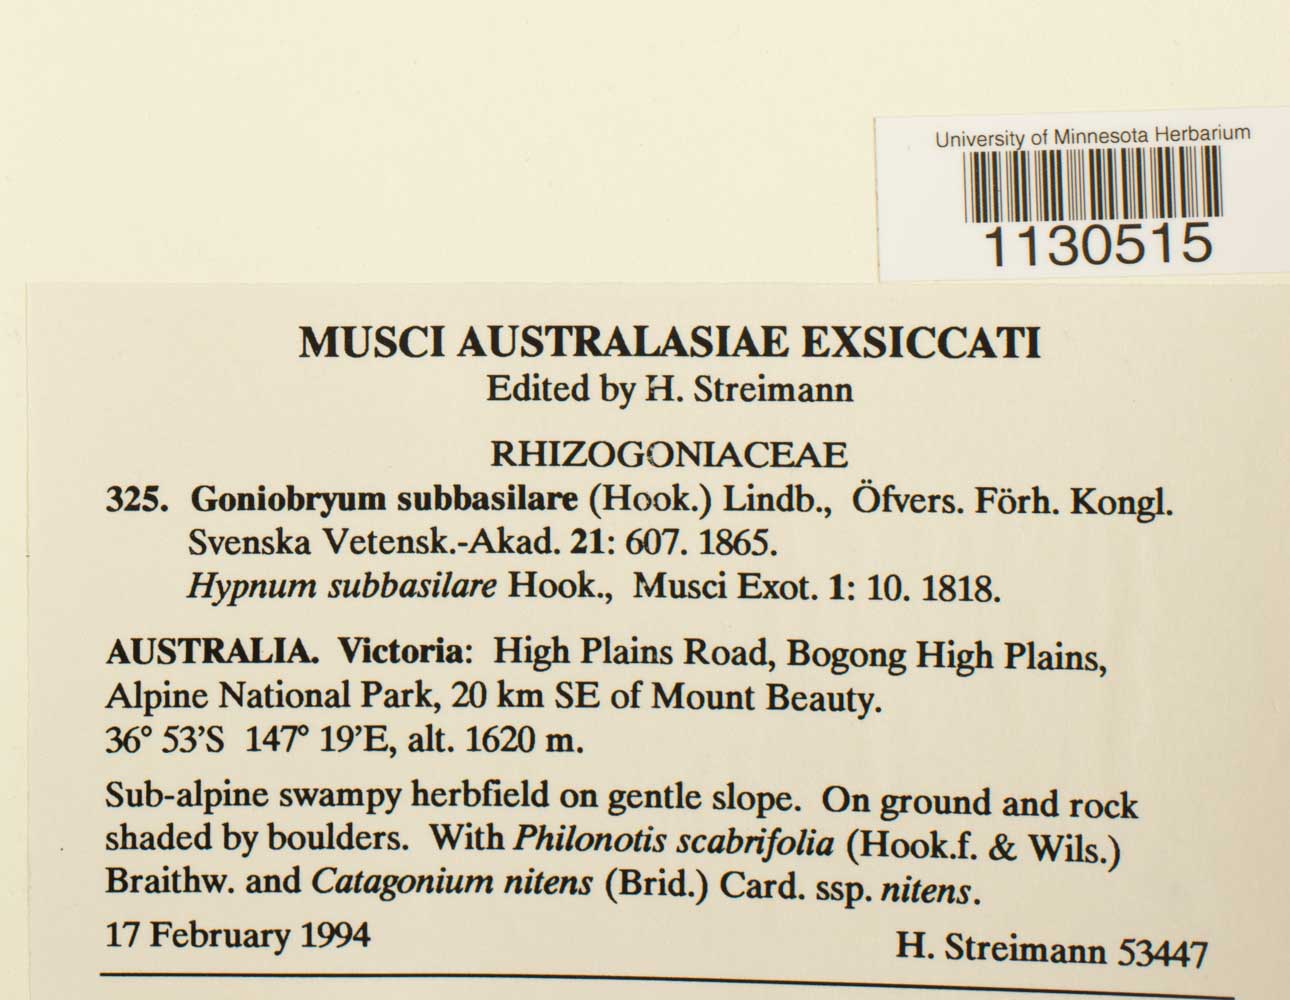 University of Minnesota Herbarium
1130515
MUSCI AUSTRALASIAE EXSICCATI
Edited by H. Streimann
RHIZOGONIACEAE
325. Goniobryum subbasilare (Hook.) Lindb., Öfvers. Förh. Kongl.
Svenska Vetensk.-Akad. 21: 607. 1865.
Hypnum subbasilare Hook., Musci Exot. 1: 10. 1818.
AUSTRALIA. Victoria: High Plains Road, Bogong High Plains,
Alpine National Park, 20 km SE of Mount Beauty.
36° 53'S 147° 19'E, alt. 1620 m.
Sub-alpine swampy herbfield on gentle slope. On ground and rock
shaded by boulders. With Philonotis scabrifolia (Hook.f. & Wils.)
Braithw. and Catagonium nitens (Brid.) Card. ssp. nitens.
17 February 1994
H. Streimann 53447